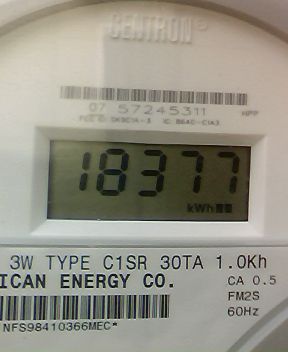 CENTRON®
07 57245311
18377
kWh
3W TYPE C1SR 30TA 1.0Kh
ICAN ENERGY CO.
CA 0.5
FM2S
60Hz
NFS98410366MEC*